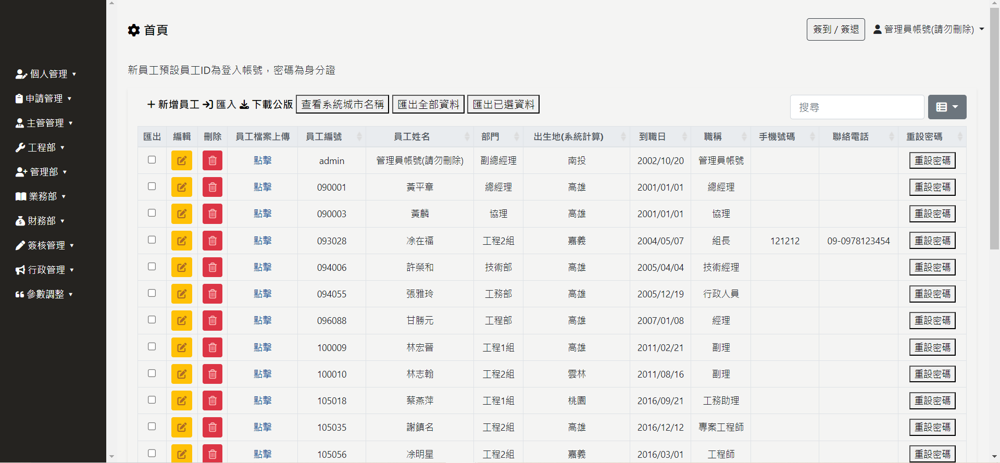 首頁
簽到 / 簽退
管理員帳號(請勿刪除)
個人管理
申請管理
主管管理
工程部
管理部
業務部
財務部
簽核管理
行政管理
參數調整
新員工預設員工ID為登入帳號，密碼為身分證
新增員工 匯入 下載公版 查看系統城市名稱 匯出全部資料 匯出已選資料
搜尋
匯出 編輯 刪除 員工檔案上傳 員工編號 員工姓名 部門 出生地(系統計算) 到職日 職稱 手機號碼 聯絡電話 重設密碼
點擊 admin 管理員帳號(請勿刪除) 副總經理 南投 2002/10/20 管理員帳號 重設密碼
點擊 090001 黃平章 總經理 高雄 2001/01/01 總經理 重設密碼
點擊 090003 黃麟 協理 高雄 2001/01/01 協理 重設密碼
點擊 093028 凃在福 工程2組 嘉義 2004/05/07 組長 121212 09-0978123454 重設密碼
點擊 094006 許榮和 技術部 高雄 2005/04/04 技術經理 重設密碼
點擊 094055 張雅玲 工務部 高雄 2005/12/19 行政人員 重設密碼
點擊 096088 甘勝元 工程部 高雄 2007/01/08 經理 重設密碼
點擊 100009 林宏晉 工程1組 高雄 2011/02/21 副理 重設密碼
點擊 100010 林志翰 工程2組 雲林 2011/08/16 副理 重設密碼
點擊 105018 蔡燕萍 工程1組 桃園 2016/09/21 工務助理 重設密碼
點擊 105035 謝鎮名 工程2組 高雄 2016/12/12 專案工程師 重設密碼
點擊 105056 凃明星 工程2組 嘉義 2016/03/01 工程師 重設密碼